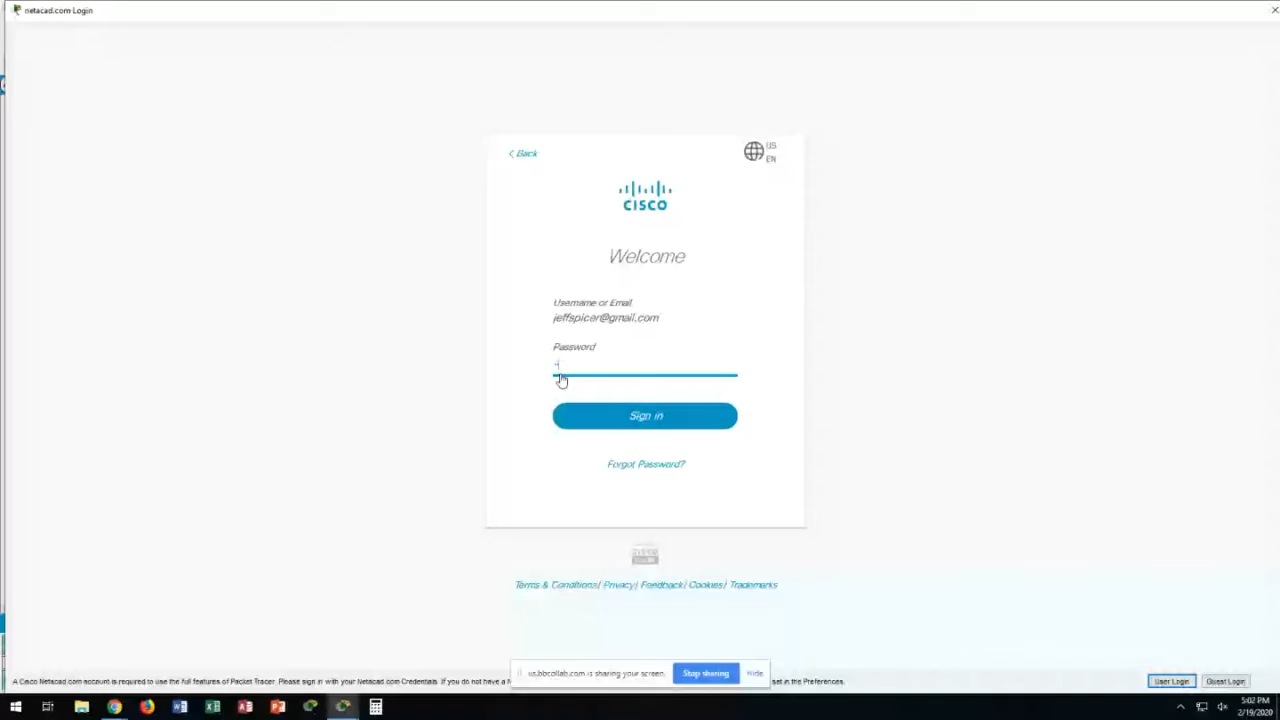 netacad.com Login
< Back
US
EN
CISCO
Welcome
Username or Email
jeffspicer@gmail.com
Password
Sign in
Forgot Password?
Terms & Conditions| Privacy| Feedback| Cookies| Trademarks
us.bbcollab.com is sharing your screen.
Stop sharing
Hide
A Cisco Netacad.com account is required to use the full features of Packet Tracer. Please sign in with your Netacad.com Credentials. If you do not have a N
set in the Preferences.
User Login
Guest Login
5:02 PM
2/19/2020